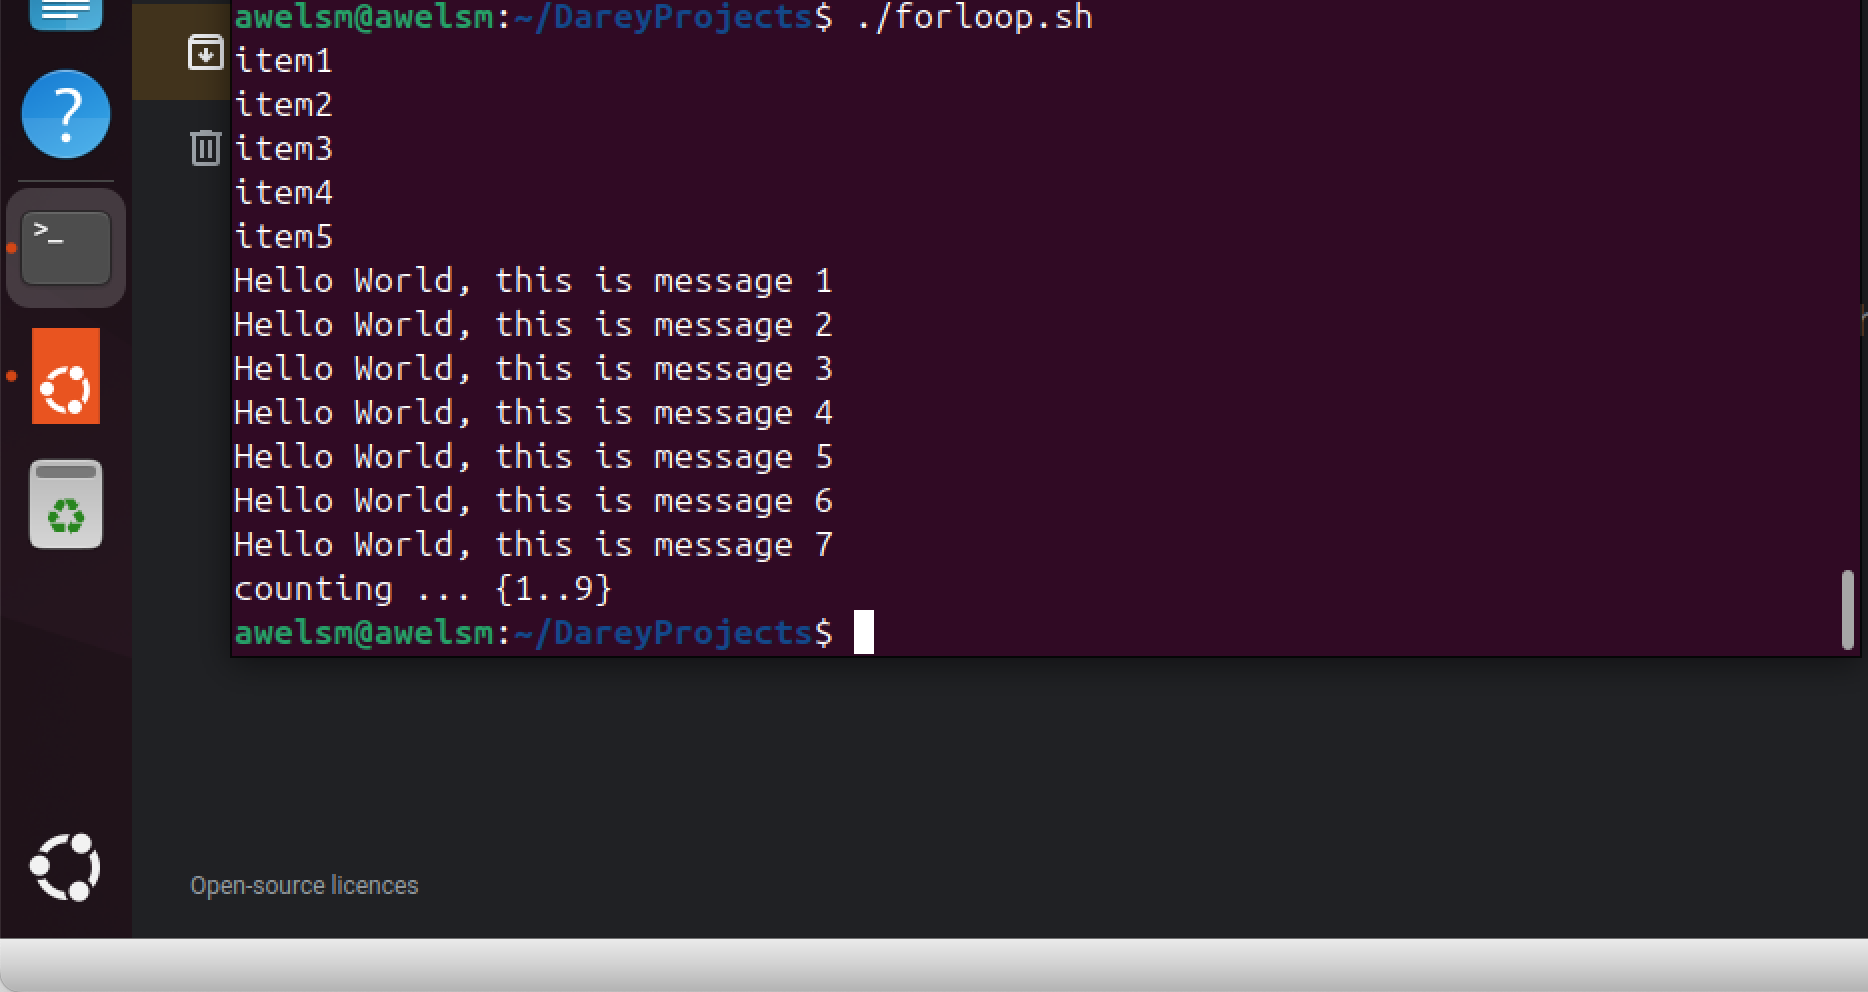 awelsm@awelsm:~/DareyProjects$ ./forloop.sh
item1
item2
item3
item4
item5
Hello World, this is message 1
Hello World, this is message 2
Hello World, this is message 3
Hello World, this is message 4
Hello World, this is message 5
Hello World, this is message 6
Hello World, this is message 7
counting ... {1..9}
awelsm@awelsm:~/DareyProjects$
Open-source licences